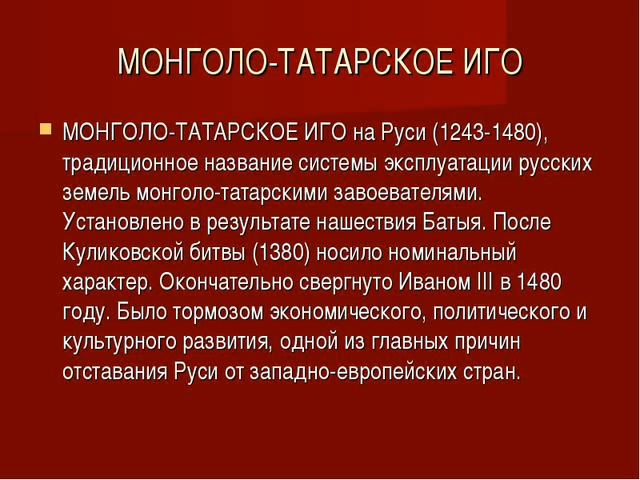 МОНГОЛО-ТАТАРСКОЕ ИГО
МОНГОЛО-ТАТАРСКОЕ ИГО на Руси (1243-1480),
традиционное название системы эксплуатации русских
земель монголо-татарскими завоевателями.
Установлено в результате нашествия Батыя. После
Куликовской битвы (1380) носило номинальный
характер. Окончательно свергнуто Иваном III в 1480
году. Было тормозом экономического, политического и
культурного развития, одной из главных причин
отставания Руси от западно-европейских стран.